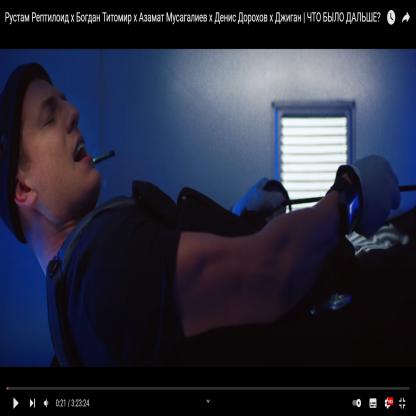 Рустам Рептилоид x Богдан Титомир x Азамат Мусагалиев x Денис Дорохов x Джиган | ЧТО БЫЛО ДАЛЬШЕ?
0:21 / 3:23:24